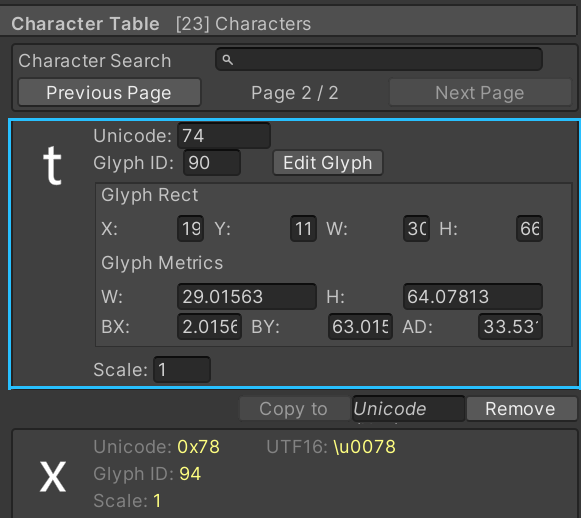 Character Table [23] Characters
Character Search
Previous Page Page 2 / 2 Next Page
t
Unicode: 74
Glyph ID: 90 Edit Glyph
Glyph Rect
X: 19 Y: 11 W: 30 H: 66
Glyph Metrics
W: 29.01563 H: 64.07813
BX: 2.0156 BY: 63.015 AD: 33.531
Scale: 1
Copy to Unicode Remove
x
Unicode: 0x78 UTF16: \u0078
Glyph ID: 94
Scale: 1